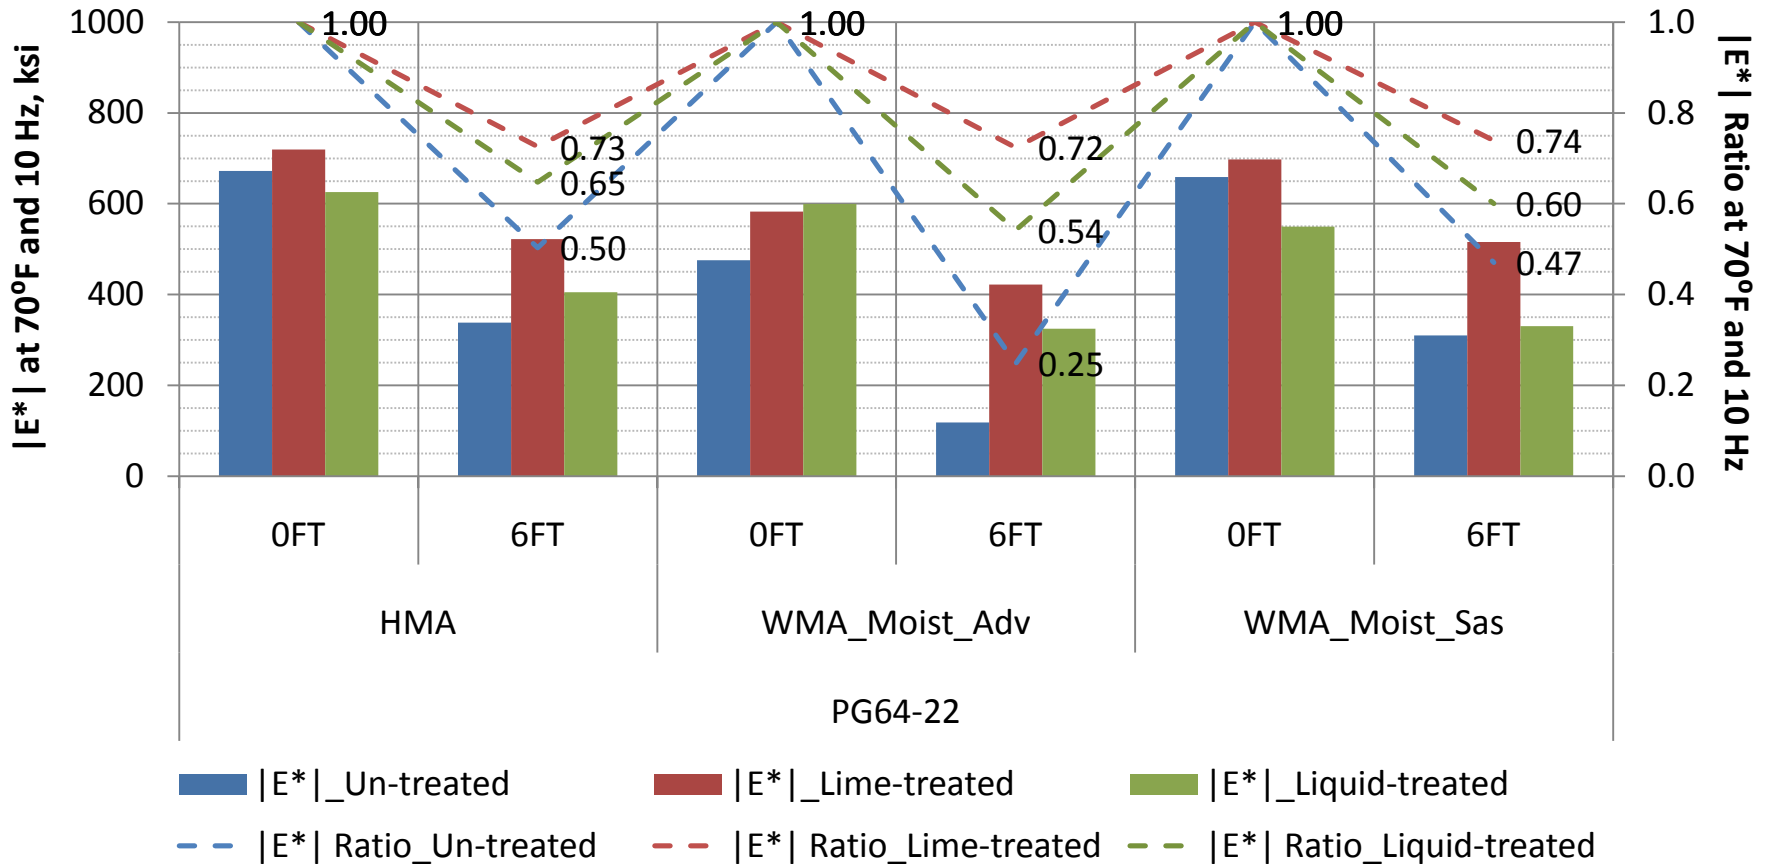 |E*| at 70ºF and 10 Hz, ksi
1000
800
600
400
200
0
1.00
1.00
1.00
0.73
0.65
0.50
0.72
0.54
0.25
0.74
0.60
0.47
1.0
0.8
0.6
0.4
0.2
0.0
|E*| Ratio at 70ºF and 10 Hz
0FT
6FT
0FT
6FT
0FT
6FT
HMA
WMA_Moist_Adv
WMA_Moist_Sas
PG64-22
|E*|_Un-treated
|E*|_Lime-treated
|E*|_Liquid-treated
|E*| Ratio_Un-treated
|E*| Ratio_Lime-treated
|E*| Ratio_Liquid-treated